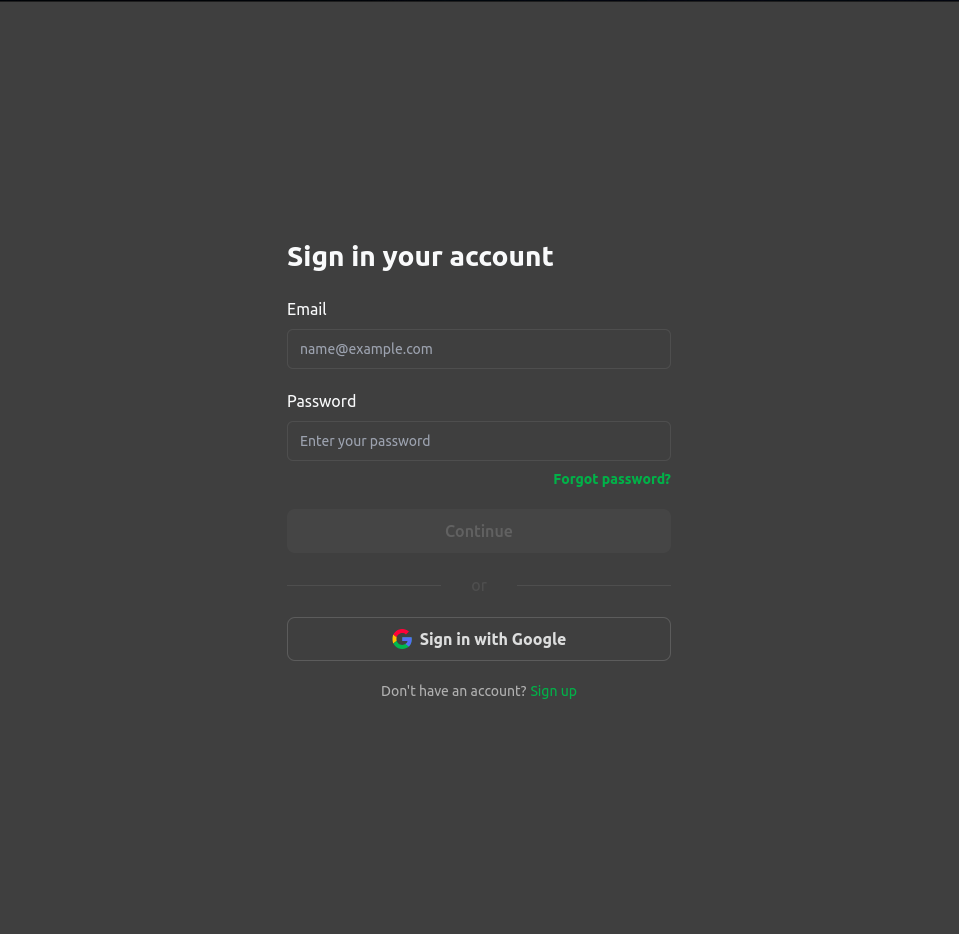 Sign in your account
Email
name@example.com
Password
Enter your password
Forgot password?
Continue
or
Sign in with Google
Don't have an account? Sign up